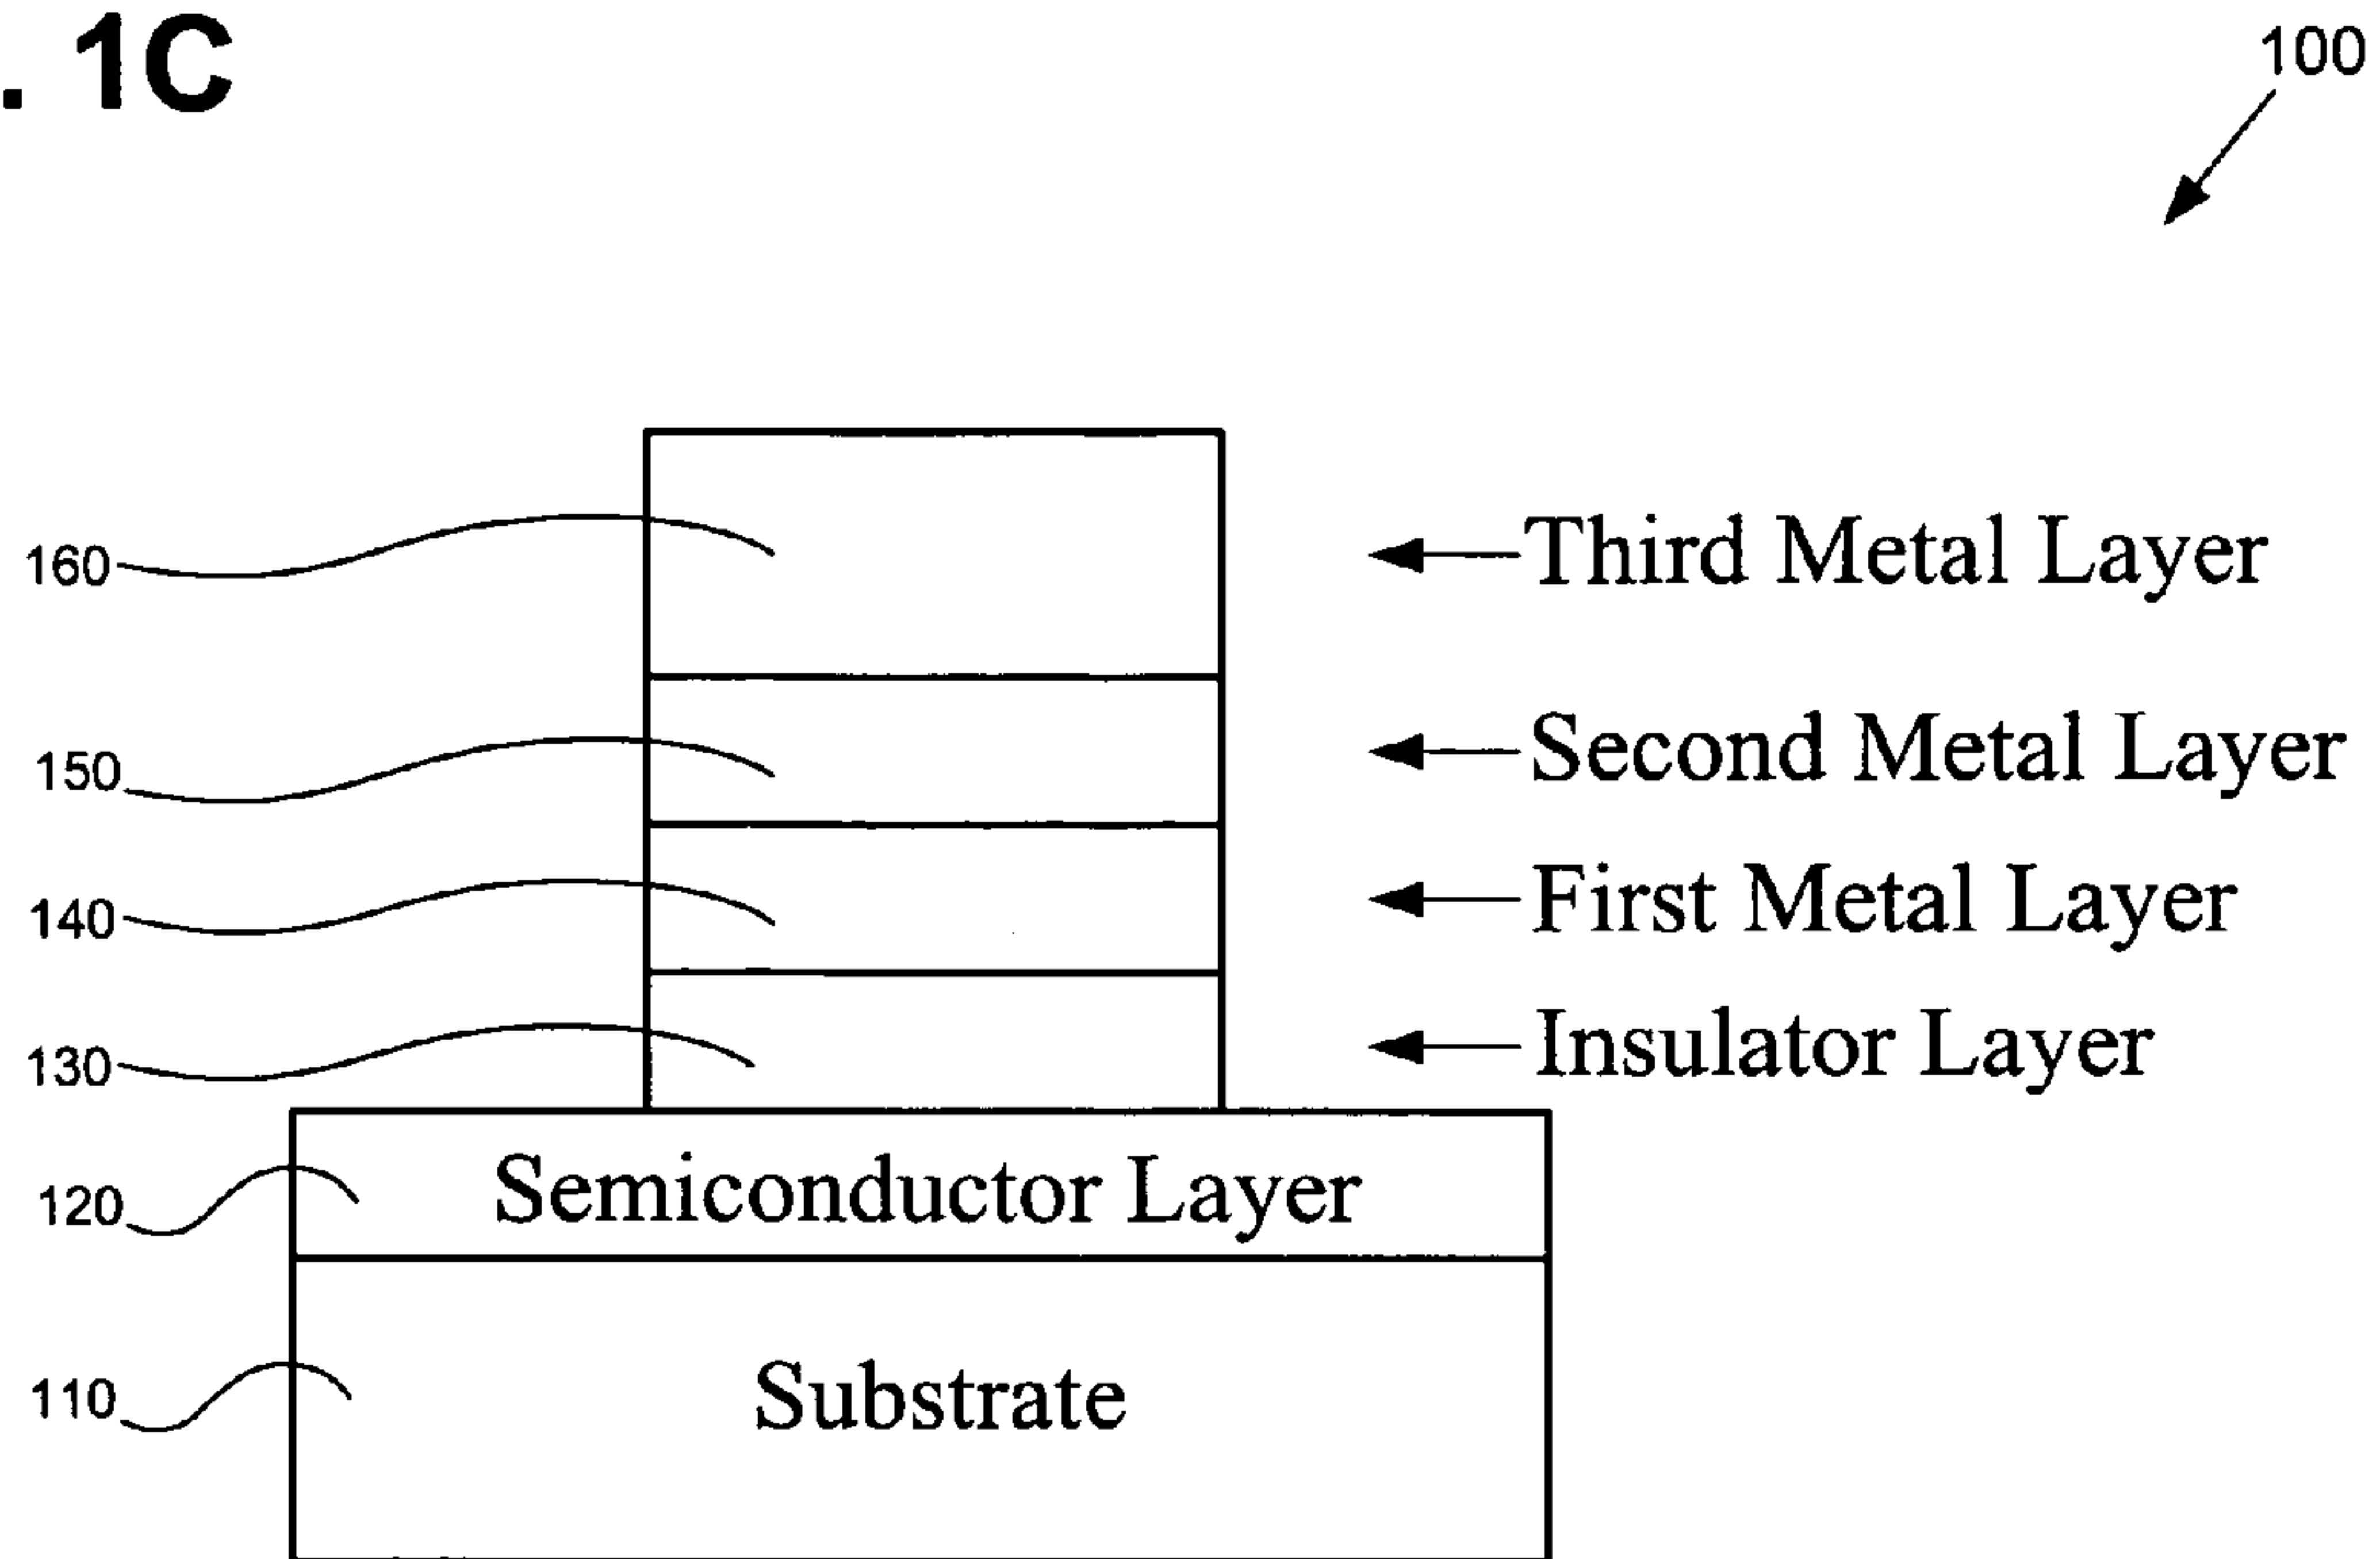 . 1C
100
160
Third Metal Layer
150
Second Metal Layer
140
First Metal Layer
130
Insulator Layer
120
Semiconductor Layer
110
Substrate